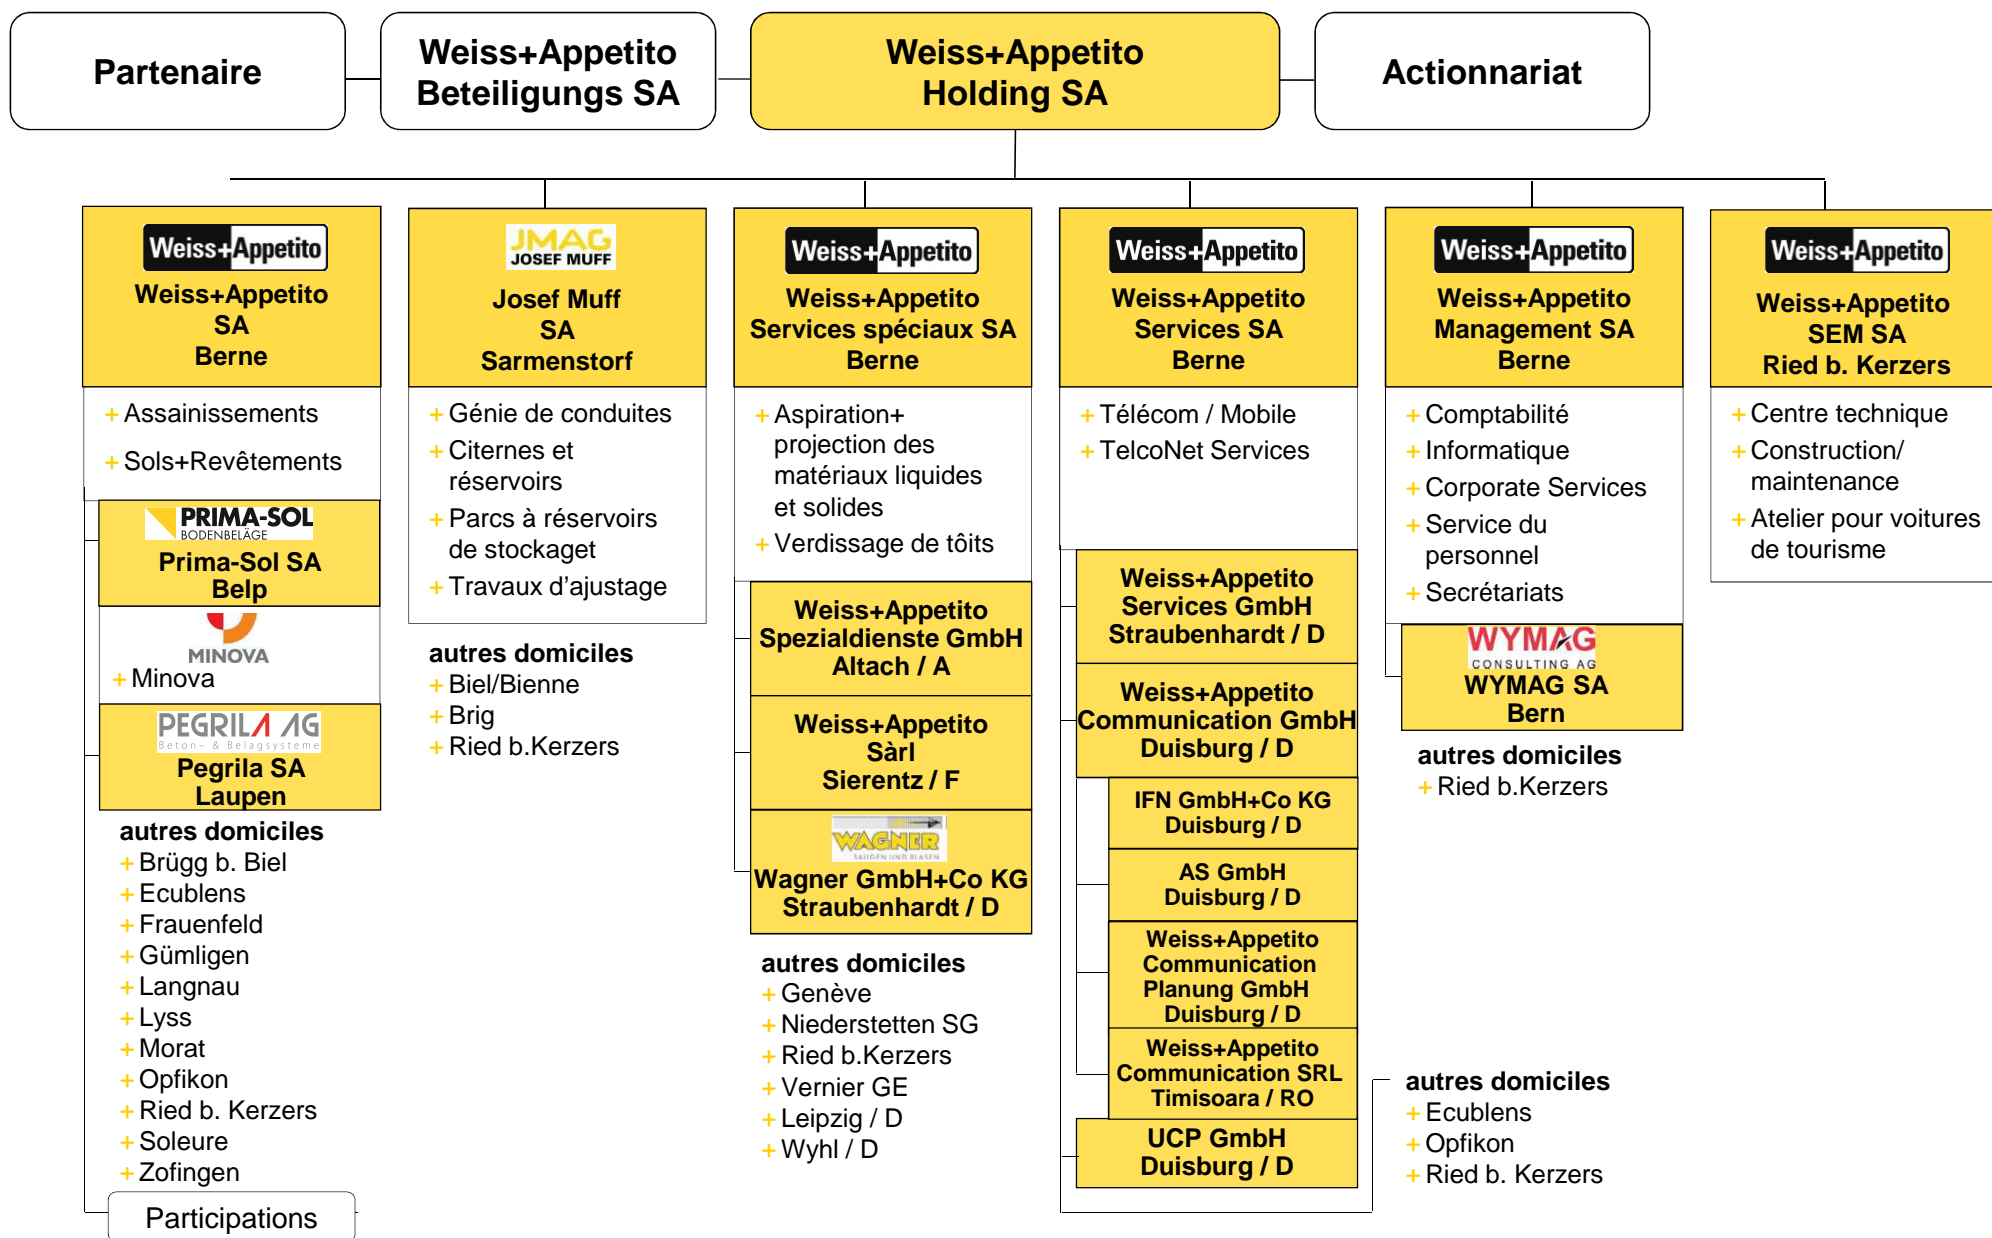 Partenaire
Weiss+Appetito
Beteiligungs SA
Weiss+Appetito
Holding SA
Actionnariat
Weiss+Appetito
Weiss+Appetito
SA
Berne
+ Assainissements
+ Sols+Revêtements
PRIMA-SOL
BODENBELÄGE
Prima-Sol SA
Belp
MINOVA
+ Minova
PEGRILA AG
Beton- & Belagsysteme
Pegrila SA
Laupen
autres domiciles
+ Brügg b. Biel
+ Ecublens
+ Frauenfeld
+ Gümligen
+ Langnau
+ Lyss
+ Morat
+ Opfikon
+ Ried b. Kerzers
+ Soleure
+ Zofingen
Participations
JMAG
JOSEF MUFF
Josef Muff
SA
Sarmenstorf
+ Génie de conduites
+ Citernes et
réservoirs
+ Parcs à réservoirs
de stockaget
+ Travaux d'ajustage
autres domiciles
+ Biel/Bienne
+ Brig
+ Ried b.Kerzers
Weiss+Appetito
Weiss+Appetito
Services spéciaux SA
Berne
+ Aspiration+
projection des
matériaux liquides
et solides
+ Verdissage de tôits
Weiss+Appetito
Spezialdienste GmbH
Altach / A
Weiss+Appetito
Sàrl
Sierentz / F
WAGNER
SAUGEN UND BLASEN
Wagner GmbH+Co KG
Straubenhardt / D
autres domiciles
+ Genève
+ Niederstetten SG
+ Ried b.Kerzers
+ Vernier GE
+ Leipzig / D
+ Wyhl / D
Weiss+Appetito
Weiss+Appetito
Services SA
Berne
+ Télécom / Mobile
+ TelcoNet Services
Weiss+Appetito
Services GmbH
Straubenhardt / D
Weiss+Appetito
Communication GmbH
Duisburg / D
IFN GmbH+Co KG
Duisburg / D
AS GmbH
Duisburg / D
Weiss+Appetito
Communication
Planung GmbH
Duisburg / D
Weiss+Appetito
Communication SRL
Timisoara / RO
UCP GmbH
Duisburg / D
autres domiciles
+ Ecublens
+ Opfikon
+ Ried b. Kerzers
Weiss+Appetito
Weiss+Appetito
Management SA
Berne
+ Comptabilité
+ Informatique
+ Corporate Services
+ Service du
personnel
+ Secrétariats
WYMAG
CONSULTING AG
WYMAG SA
Bern
autres domiciles
+ Ried b.Kerzers
Weiss+Appetito
Weiss+Appetito
SEM SA
Ried b. Kerzers
+ Centre technique
+ Construction/
maintenance
+ Atelier pour voitures
de tourisme